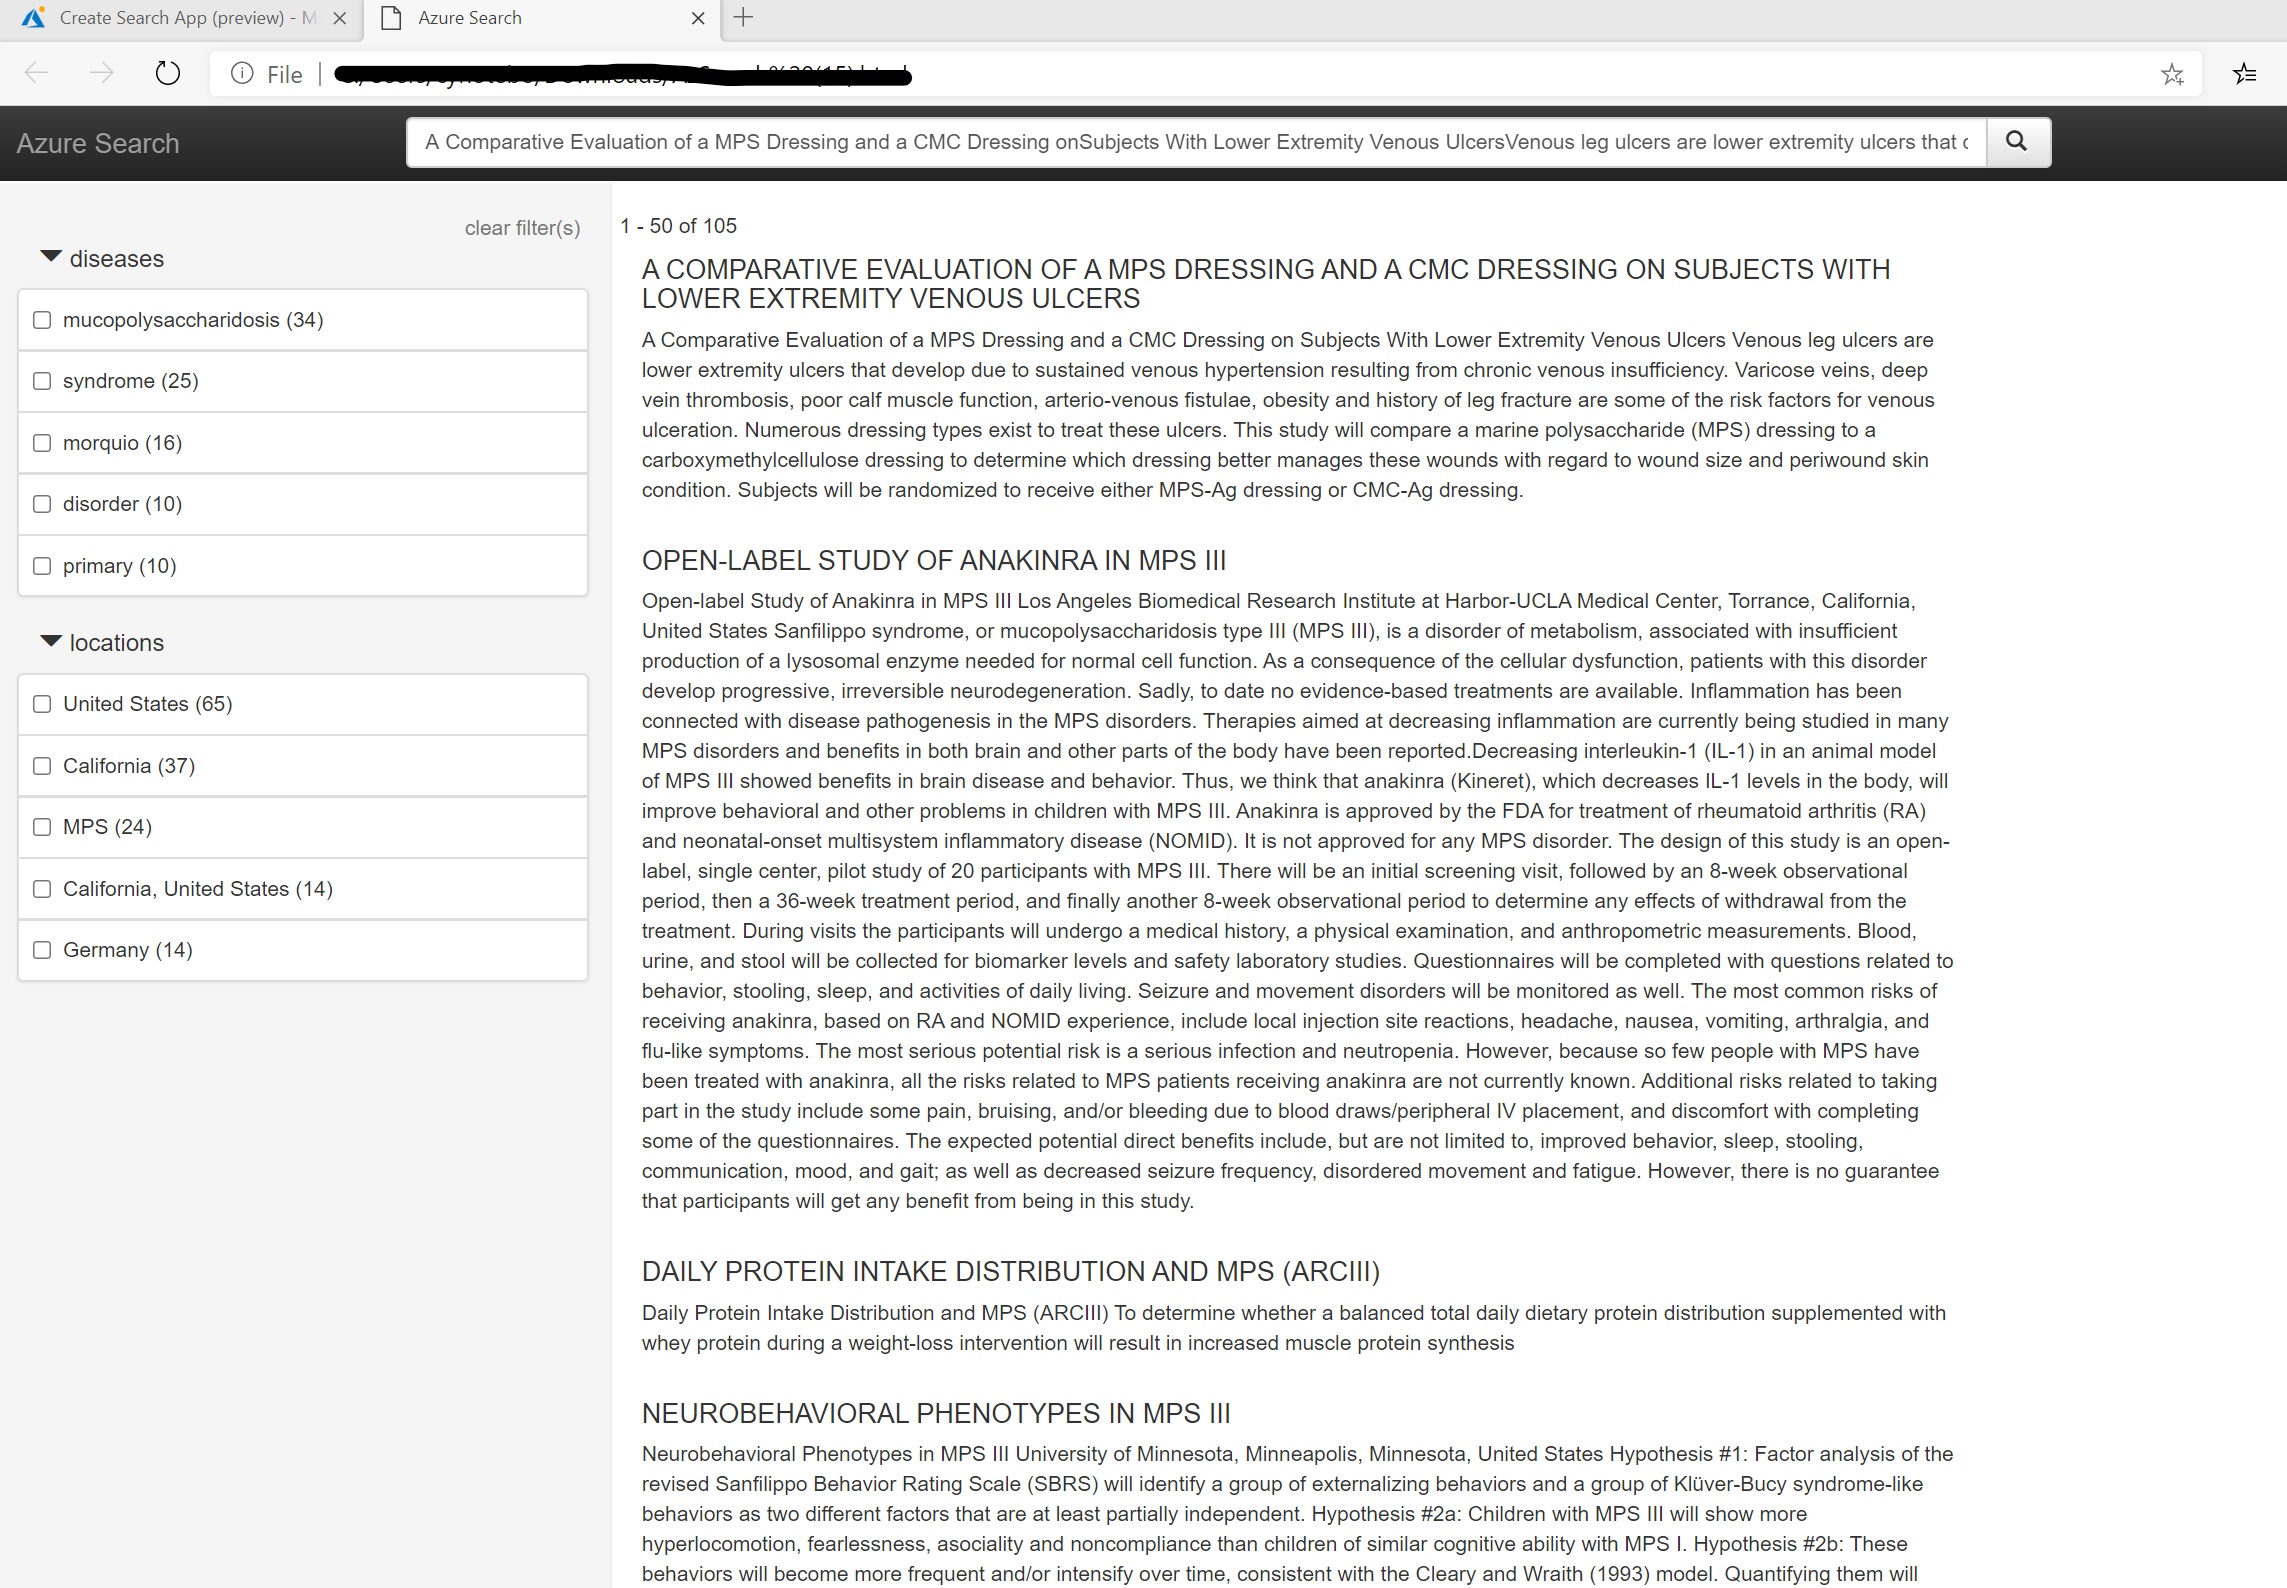 Create Search App (preview) - M
Azure Search
File
Azure Search
A Comparative Evaluation of a MPS Dressing and a CMC Dressing onSubjects With Lower Extremity Venous UlcersVenous leg ulcers are lower extremity ulcers that
clear filter(s)
diseases
mucopolysaccharidosis (34)
syndrome (25)
morquio (16)
disorder (10)
primary (10)
locations
United States (65)
California (37)
MPS (24)
California, United States (14)
Germany (14)
1 - 50 of 105
A COMPARATIVE EVALUATION OF A MPS DRESSING AND A CMC DRESSING ON SUBJECTS WITH
LOWER EXTREMITY VENOUS ULCERS
A Comparative Evaluation of a MPS Dressing and a CMC Dressing on Subjects With Lower Extremity Venous Ulcers Venous leg ulcers are
lower extremity ulcers that develop due to sustained venous hypertension resulting from chronic venous insufficiency. Varicose veins, deep
vein thrombosis, poor calf muscle function, arterio-venous fistulae, obesity and history of leg fracture are some of the risk factors for venous
ulceration. Numerous dressing types exist to treat these ulcers. This study will compare a marine polysaccharide (MPS) dressing to a
carboxymethylcellulose dressing to determine which dressing better manages these wounds with regard to wound size and periwound skin
condition. Subjects will be randomized to receive either MPS-Ag dressing or CMC-Ag dressing.
OPEN-LABEL STUDY OF ANAKINRA IN MPS III
Open-label Study of Anakinra in MPS III Los Angeles Biomedical Research Institute at Harbor-UCLA Medical Center, Torrance, California,
United States Sanfilippo syndrome, or mucopolysaccharidosis type III (MPS III), is a disorder of metabolism, associated with insufficient
production of a lysosomal enzyme needed for normal cell function. As a consequence of the cellular dysfunction, patients with this disorder
develop progressive, irreversible neurodegeneration. Sadly, to date no evidence-based treatments are available. Inflammation has been
connected with disease pathogenesis in the MPS disorders. Therapies aimed at decreasing inflammation are currently being studied in many
MPS disorders and benefits in both brain and other parts of the body have been reported.Decreasing interleukin-1 (IL-1) in an animal model
of MPS III showed benefits in brain disease and behavior. Thus, we think that anakinra (Kineret), which decreases IL-1 levels in the body, will
improve behavioral and other problems in children with MPS III. Anakinra is approved by the FDA for treatment of rheumatoid arthritis (RA)
and neonatal-onset multisystem inflammatory disease (NOMID). It is not approved for any MPS disorder. The design of this study is an open-
label, single center, pilot study of 20 participants with MPS III. There will be an initial screening visit, followed by an 8-week observational
period, then a 36-week treatment period, and finally another 8-week observational period to determine any effects of withdrawal from the
treatment. During visits the participants will undergo a medical history, a physical examination, and anthropometric measurements. Blood,
urine, and stool will be collected for biomarker levels and safety laboratory studies. Questionnaires will be completed with questions related to
behavior, stooling, sleep, and activities of daily living. Seizure and movement disorders will be monitored as well. The most common risks of
receiving anakinra, based on RA and NOMID experience, include local injection site reactions, headache, nausea, vomiting, arthralgia, and
flu-like symptoms. The most serious potential risk is a serious infection and neutropenia. However, because so few people with MPS have
been treated with anakinra, all the risks related to MPS patients receiving anakinra are not currently known. Additional risks related to taking
part in the study include some pain, bruising, and/or bleeding due to blood draws/peripheral IV placement, and discomfort with completing
some of the questionnaires. The expected potential direct benefits include, but are not limited to, improved behavior, sleep, stooling,
communication, mood, and gait; as well as decreased seizure frequency, disordered movement and fatigue. However, there is no guarantee
that participants will get any benefit from being in this study.
DAILY PROTEIN INTAKE DISTRIBUTION AND MPS (ARCIII)
Daily Protein Intake Distribution and MPS (ARCIII) To determine whether a balanced total daily dietary protein distribution supplemented with
whey protein during a weight-loss intervention will result in increased muscle protein synthesis
NEUROBEHAVIORAL PHENOTYPES IN MPS III
Neurobehavioral Phenotypes in MPS III University of Minnesota, Minneapolis, Minnesota, United States Hypothesis #1: Factor analysis of the
revised Sanfilippo Behavior Rating Scale (SBRS) will identify a group of externalizing behaviors and a group of Klüver-Bucy syndrome-like
behaviors as two different factors that are at least partially independent. Hypothesis #2a: Children with MPS III will show more
hyperlocomotion, fearlessness, asociality and noncompliance than children of similar cognitive ability with MPS I. Hypothesis #2b: These
behaviors will become more frequent and/or intensify over time, consistent with the Cleary and Wraith (1993) model. Quantifying them will